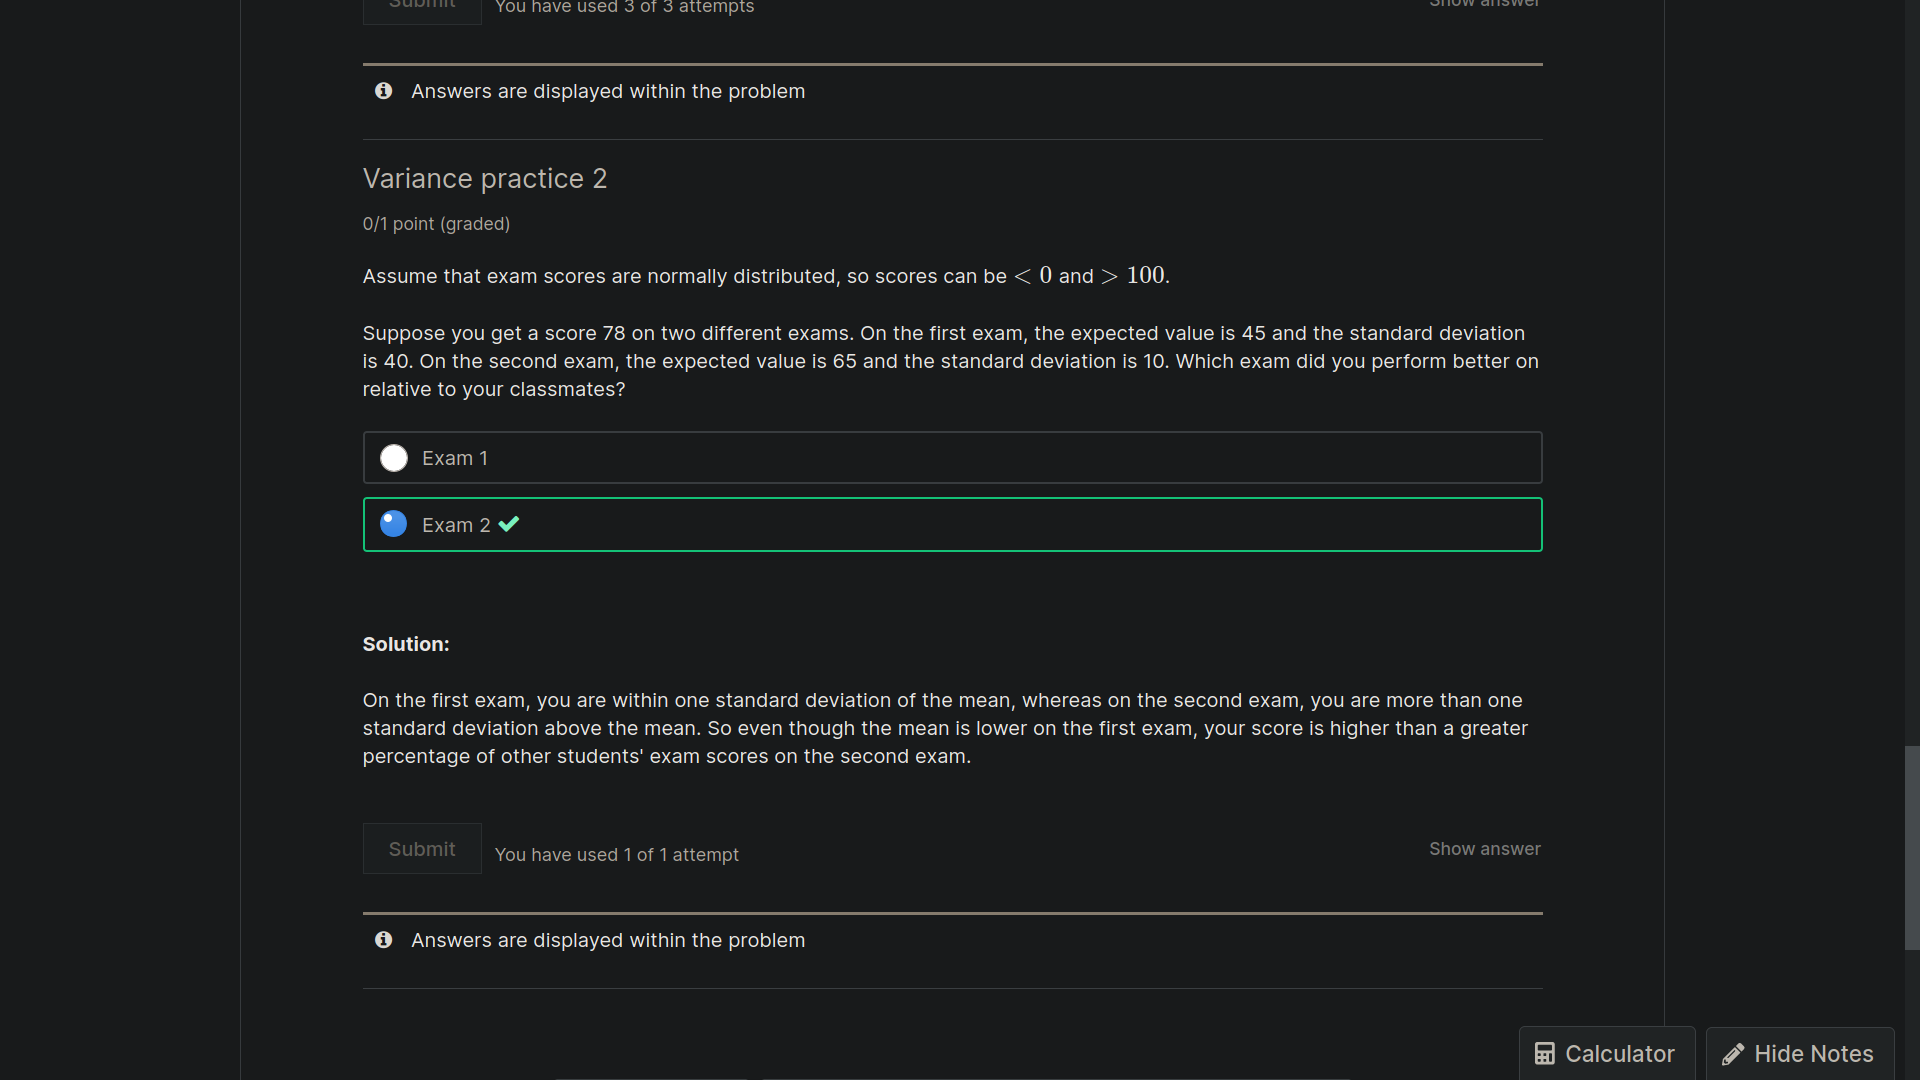 Submit You have used 3 of 3 attempts Show answer
Answers are displayed within the problem
Variance practice 2
0/1 point (graded)
Assume that exam scores are normally distributed, so scores can be < 0 and > 100.
Suppose you get a score 78 on two different exams. On the first exam, the expected value is 45 and the standard deviation
is 40. On the second exam, the expected value is 65 and the standard deviation is 10. Which exam did you perform better on
relative to your classmates?
Exam 1
Exam 2
Solution:
On the first exam, you are within one standard deviation of the mean, whereas on the second exam, you are more than one
standard deviation above the mean. So even though the mean is lower on the first exam, your score is higher than a greater
percentage of other students' exam scores on the second exam.
Submit You have used 1 of 1 attempt Show answer
Answers are displayed within the problem
Calculator Hide Notes